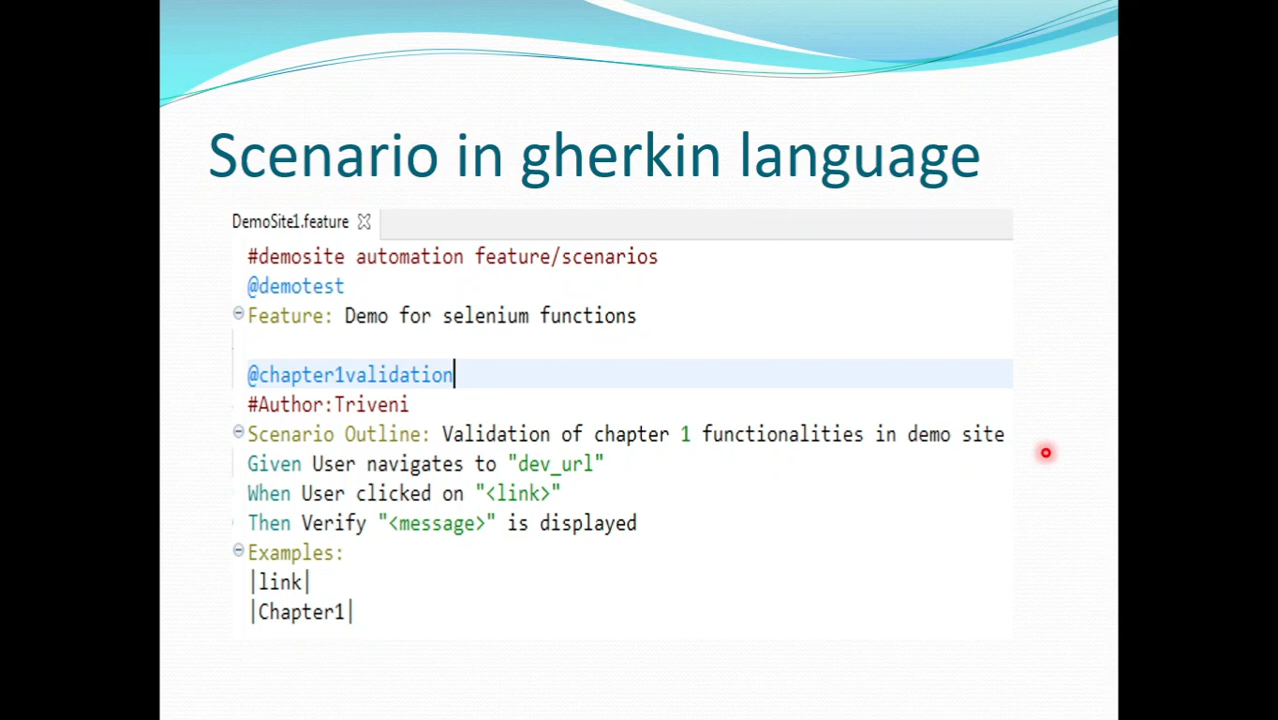 Scenario in gherkin language
DemoSite1.feature
#demosite automation feature/scenarios
@demotest
Feature: Demo for selenium functions
@chapter1validation
#Author:Triveni
Scenario Outline: Validation of chapter 1 functionalities in demo site
Given User navigates to "dev_url"
When User clicked on "<link>"
Then Verify "<message>" is displayed
Examples:
|link|
|Chapter1|